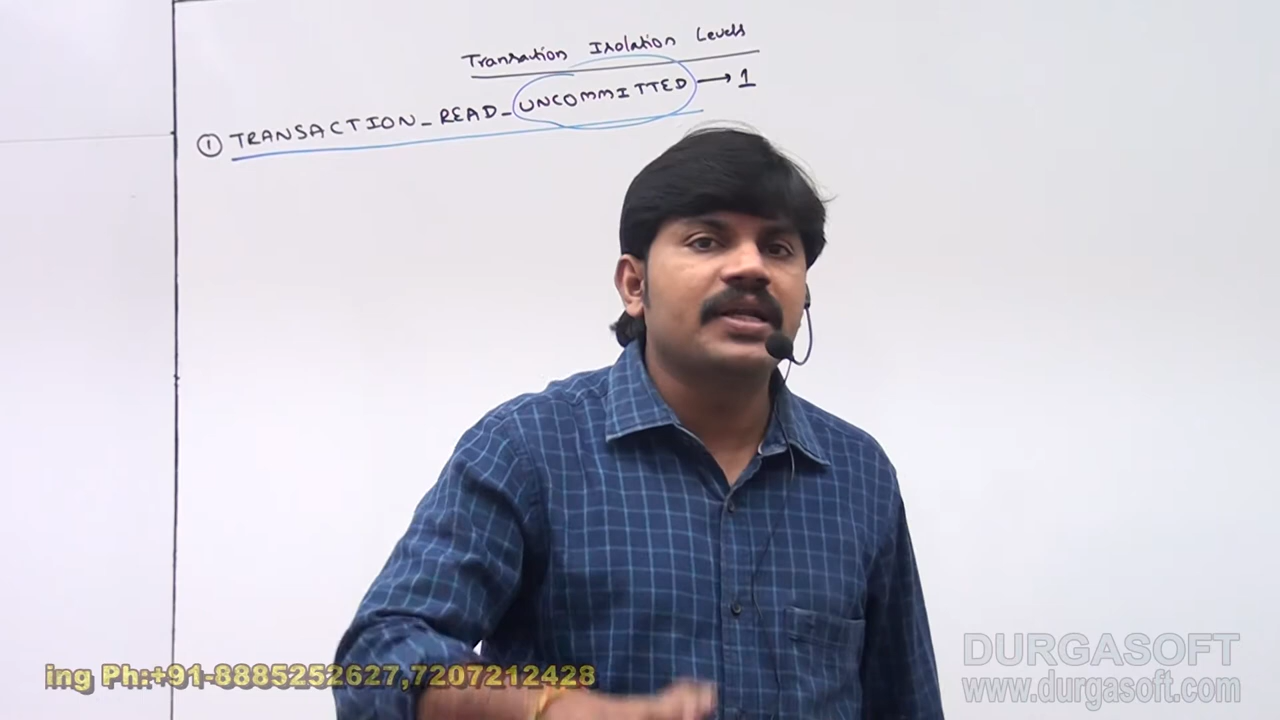 Transaction Isolation Levels
① TRANSACTION_READ_UNCOMMITTED → 1
ing Ph:+91-8885252627,7207212428
DURGASOFT
www.durgasoft.com